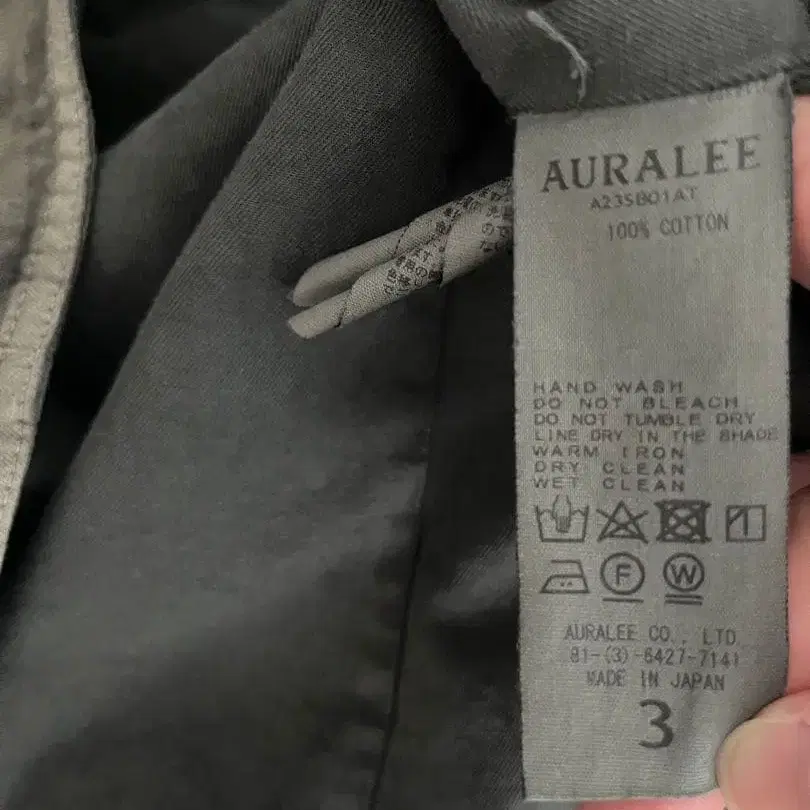 AURALEE
A23SB01AT
100% COTTON
HAND WASH
DO NOT BLEACH
DO NOT TUMBLE DRY
LINE DRY IN THE SHADE
WARM IRON
DRY CLEAN
WET CLEAN
F W
AURALEE CO., LTD.
81-(3)-6427-7141
MADE IN JAPAN
3